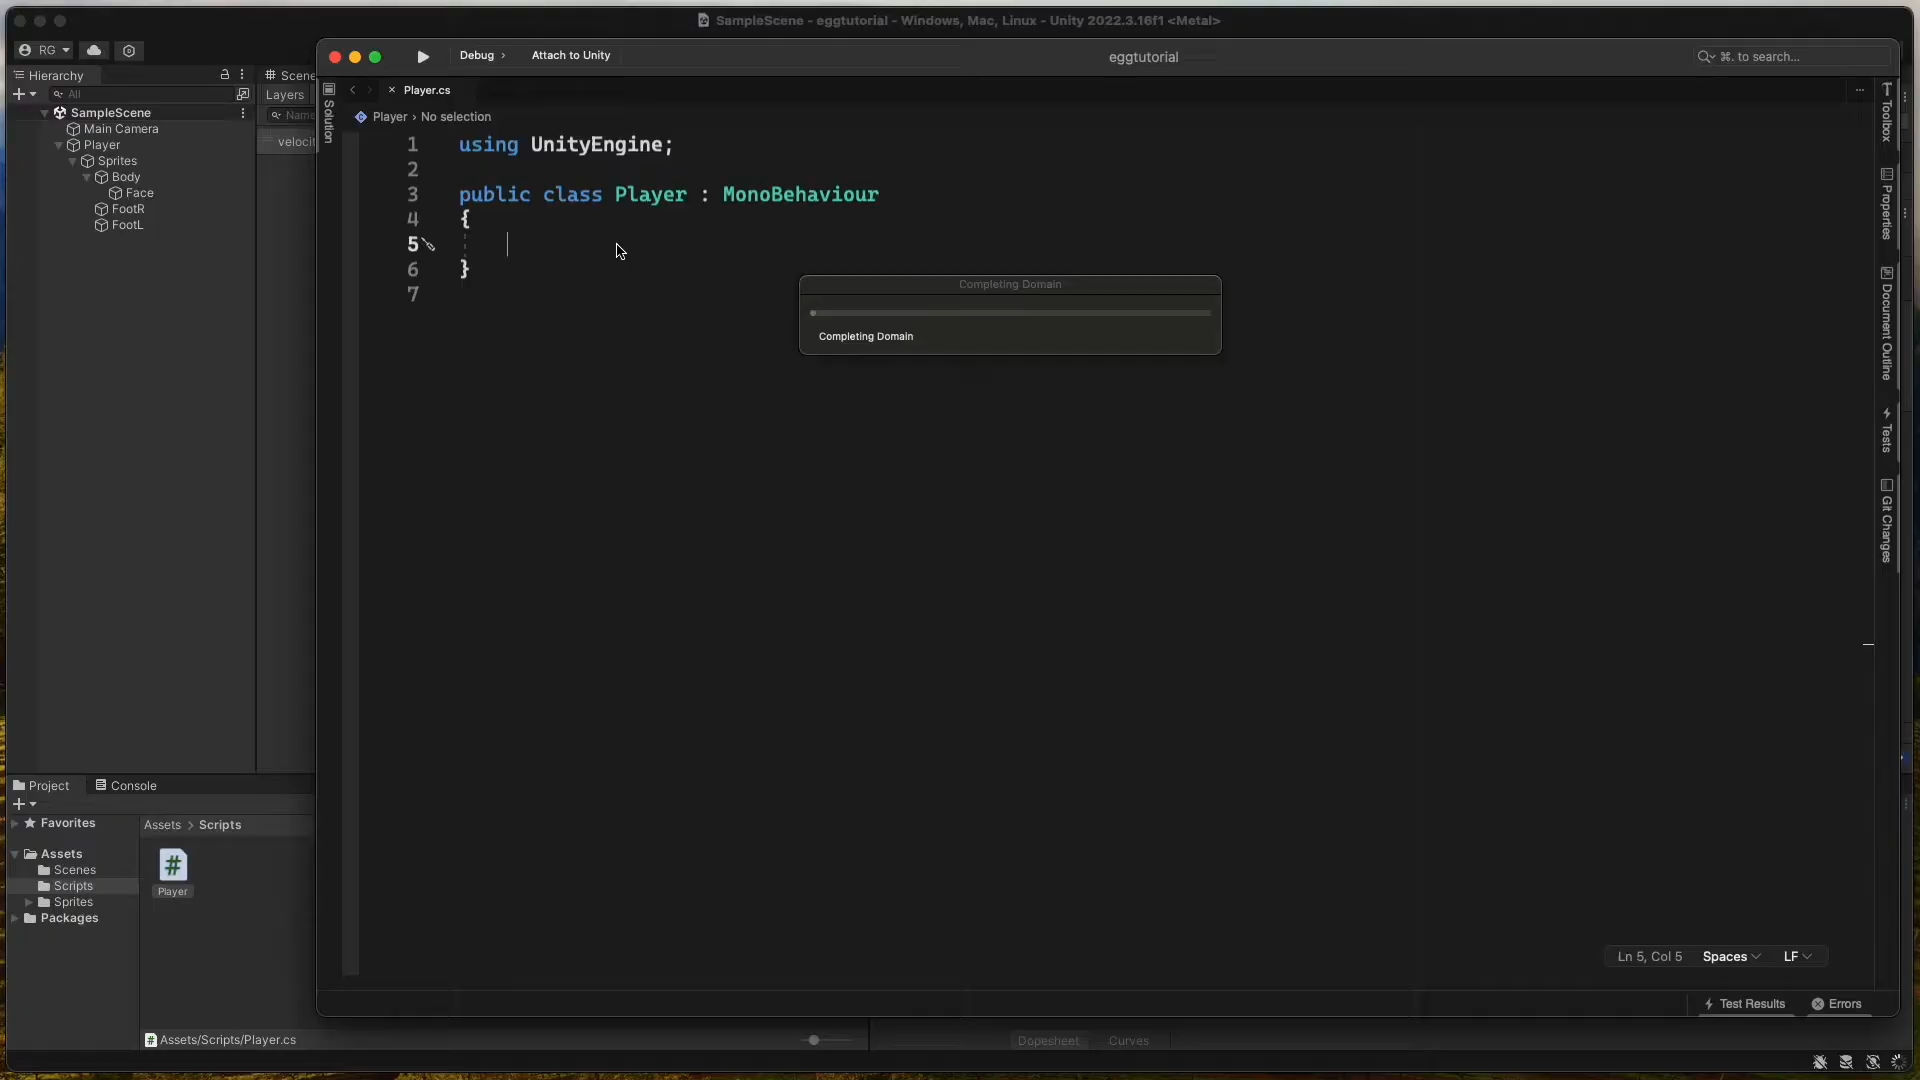 SampleScene - eggtutorial - Windows, Mac, Linux - Unity 2022.3.16f1 <Metal>
RG
Debug
Attach to Unity
eggtutorial
⌘. to search...
Hierarchy
All
SampleScene
Main Camera
Player
Sprites
Body
Face
FootR
FootL
Scene
Layers
Name
velocit
Solution
Player.cs
Player › No selection
1 using UnityEngine;
2
3 public class Player : MonoBehaviour
4 {
5
6 }
7
Completing Domain
Completing Domain
Toolbox
Properties
Document Outline
Tests
Git Changes
Project
Console
Favorites
Assets
Scenes
Scripts
Sprites
Packages
Assets > Scripts
#
Player
Assets/Scripts/Player.cs
Ln 5, Col 5
Spaces
LF
Test Results
Errors
Dopesheet
Curves